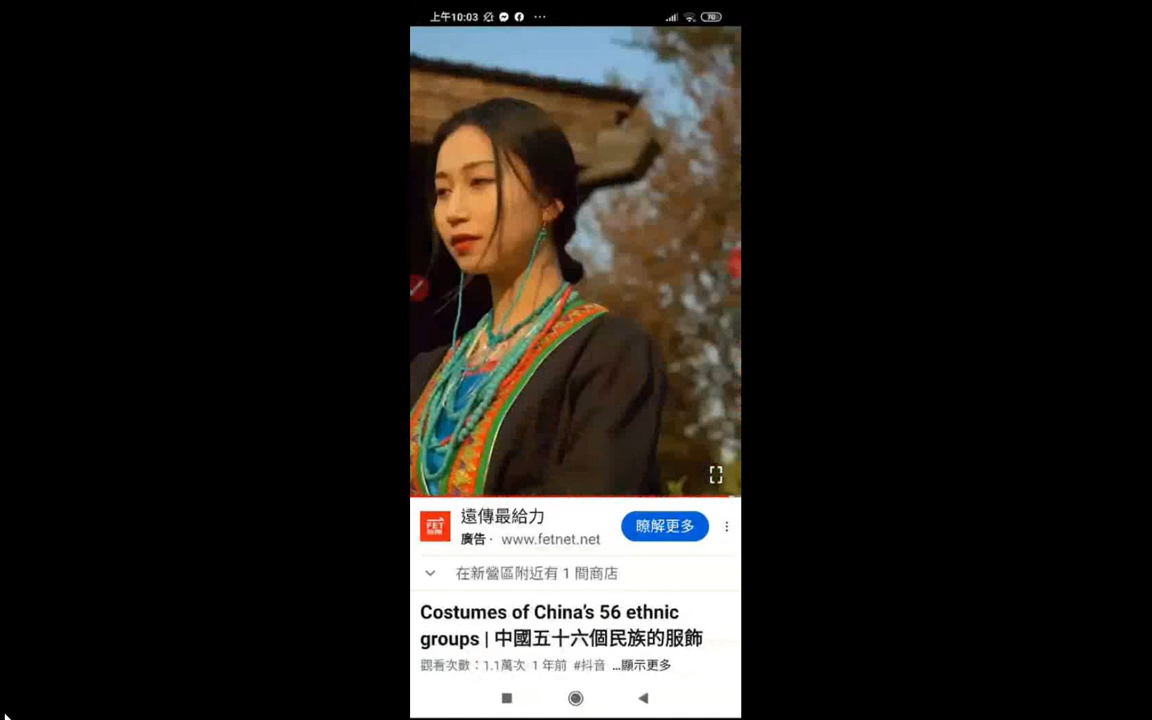 上午10:03
70
遠傳最給力
FET
廣告 · www.fetnet.net
瞭解更多
在新營區附近有 1 間商店
Costumes of China's 56 ethnic
groups | 中國五十六個民族的服飾
觀看次數：1.1萬次 1 年前 #抖音 ...顯示更多